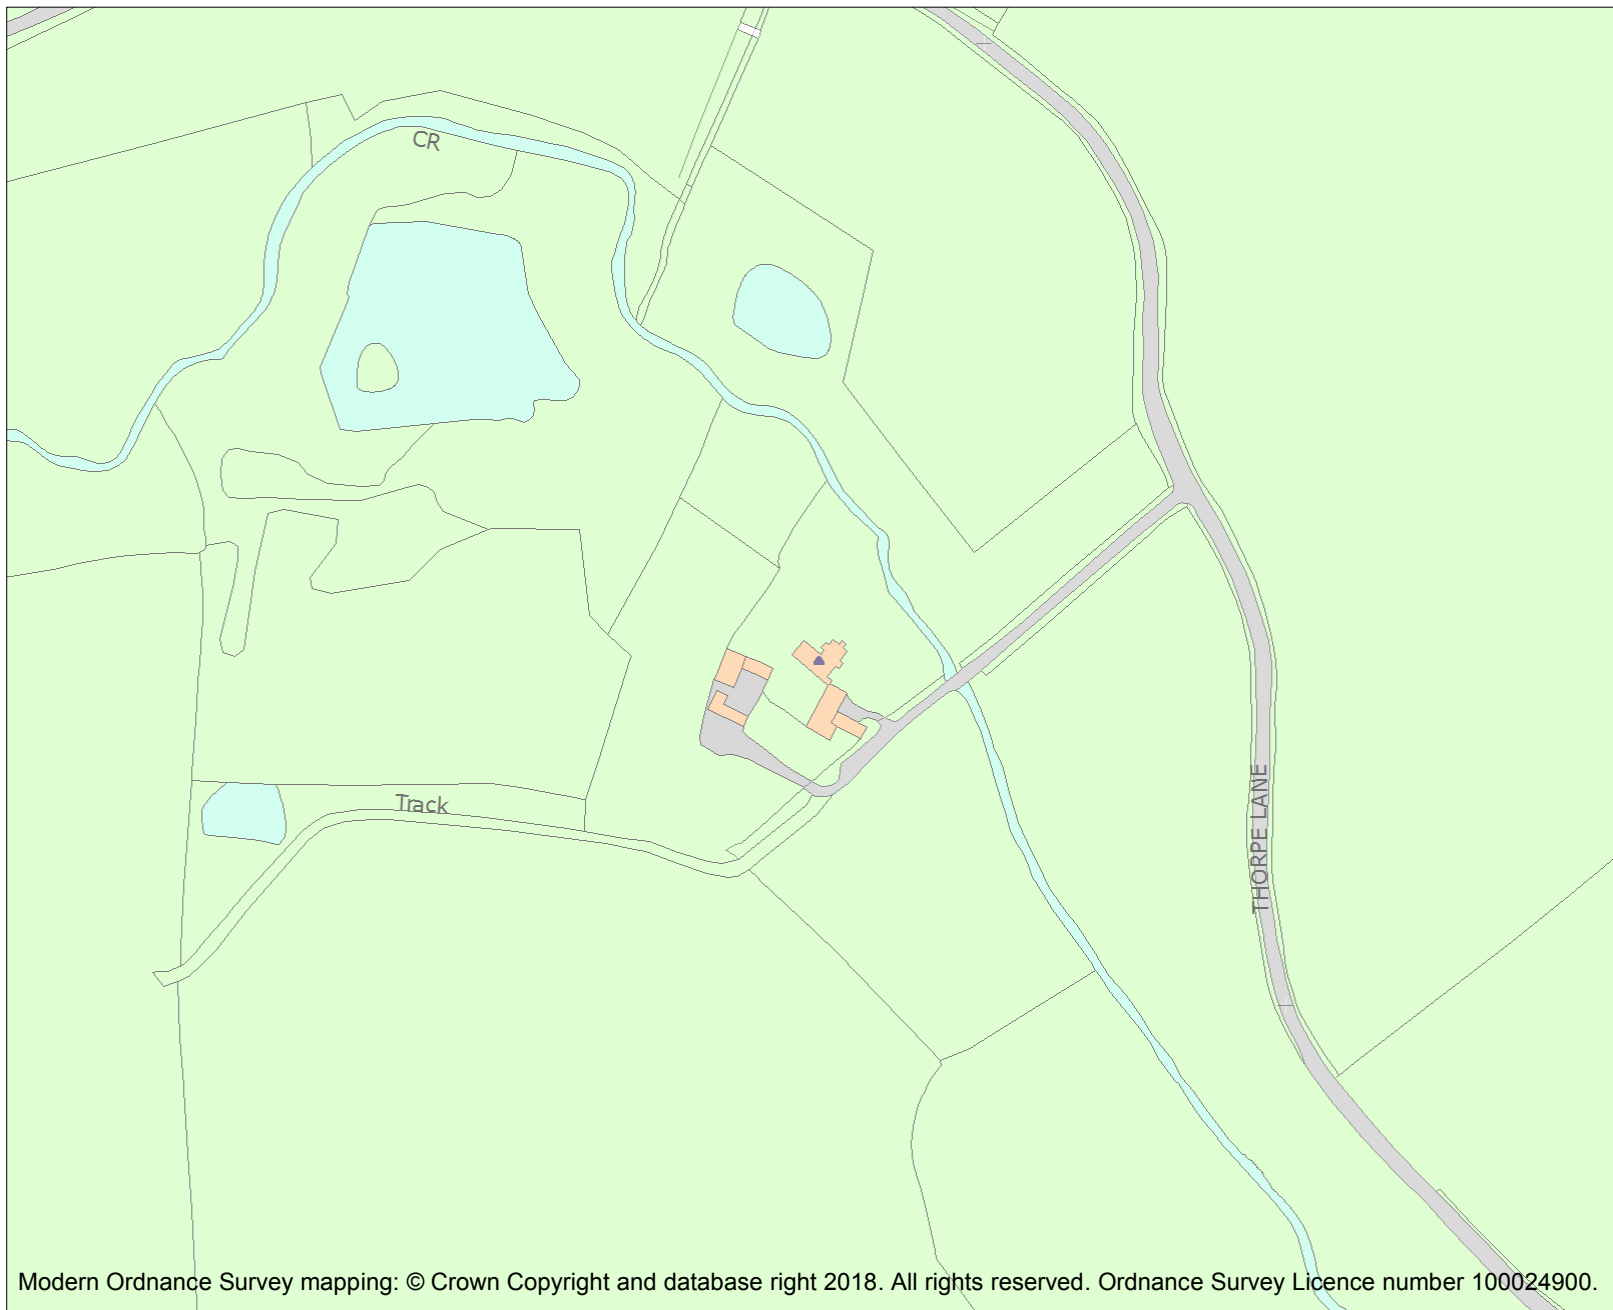 CR
Track
THORPE LANE
Modern Ordnance Survey mapping: © Crown Copyright and database right 2018. All rights reserved. Ordnance Survey Licence number 100024900.